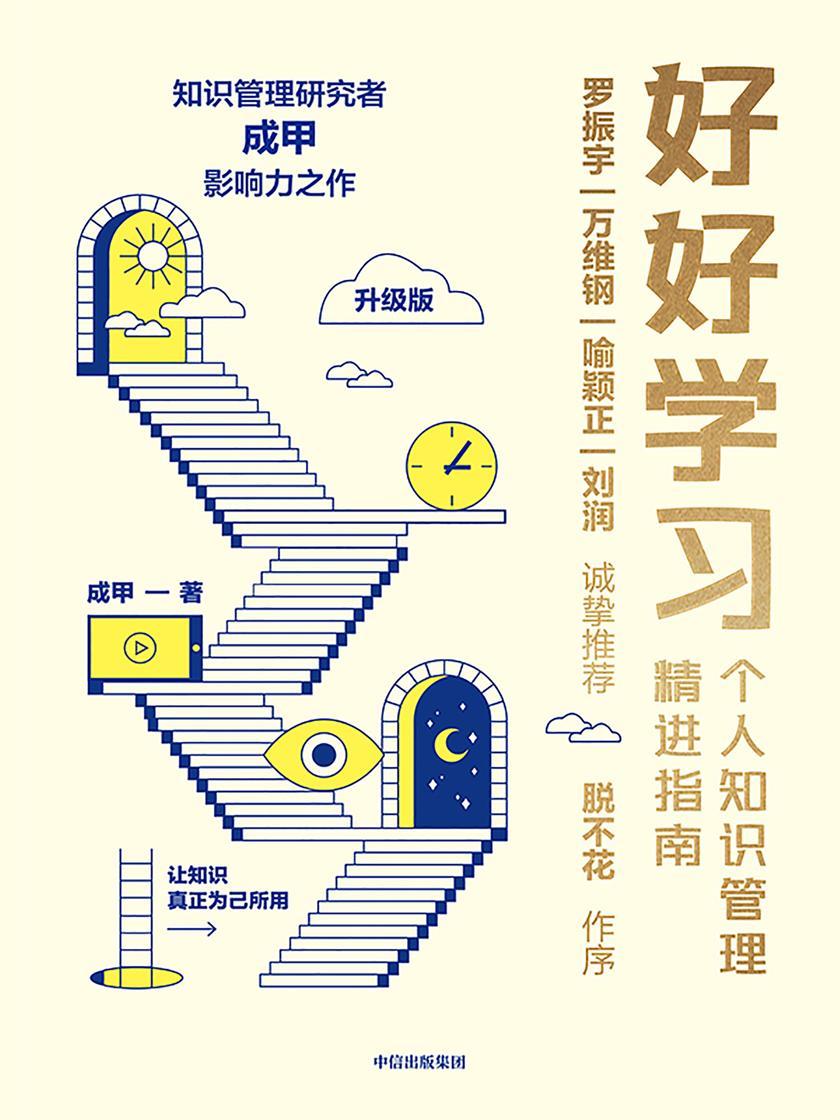 知识管理研究者
成甲
影响力之作
升级版
好好学习
个人知识管理
精进指南
罗振宇|万维钢|喻颖正|刘润 诚挚推荐 脱不花 作序
成甲 一 著
让知识
真正为己所用
中信出版集团